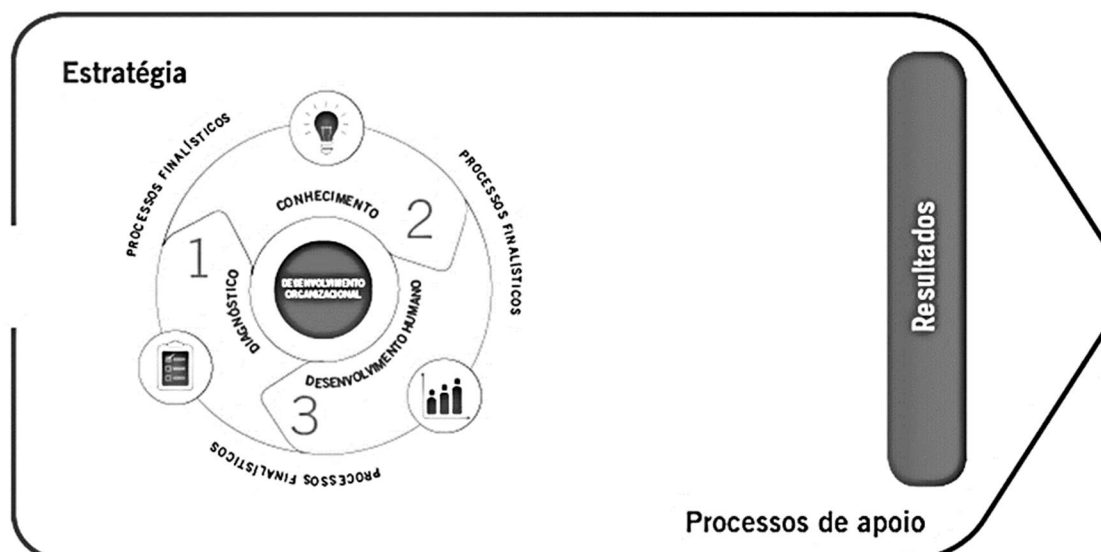 Estratégia
PROCESSOS FINALÍSTICOS
PROCESSOS FINALÍSTICOS
CONHECIMENTO
2
1
DIAGNÓSTICO
DESENVOLVIMENTO
ORGANIZACIONAL
DESENVOLVIMENTO HUMANO
3
PROCESSOS FINALÍSTICOS
Resultados
Processos de apoio